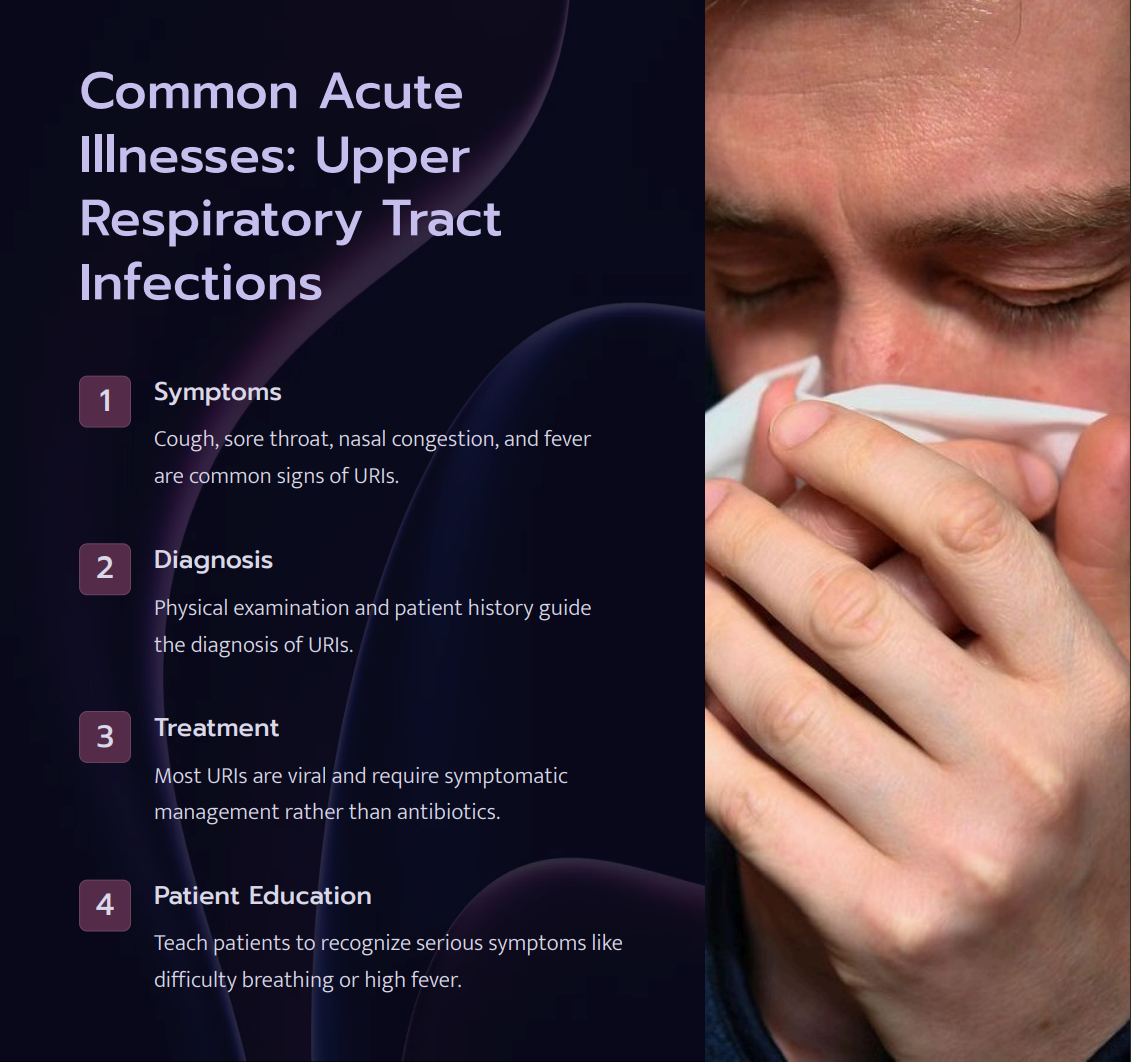 Common Acute
Illnesses: Upper
Respiratory Tract
Infections
1
Symptoms
Cough, sore throat, nasal congestion, and fever
are common signs of URIs.
2
Diagnosis
Physical examination and patient history guide
the diagnosis of URIs.
3
Treatment
Most URIs are viral and require symptomatic
management rather than antibiotics.
4
Patient Education
Teach patients to recognize serious symptoms like
difficulty breathing or high fever.